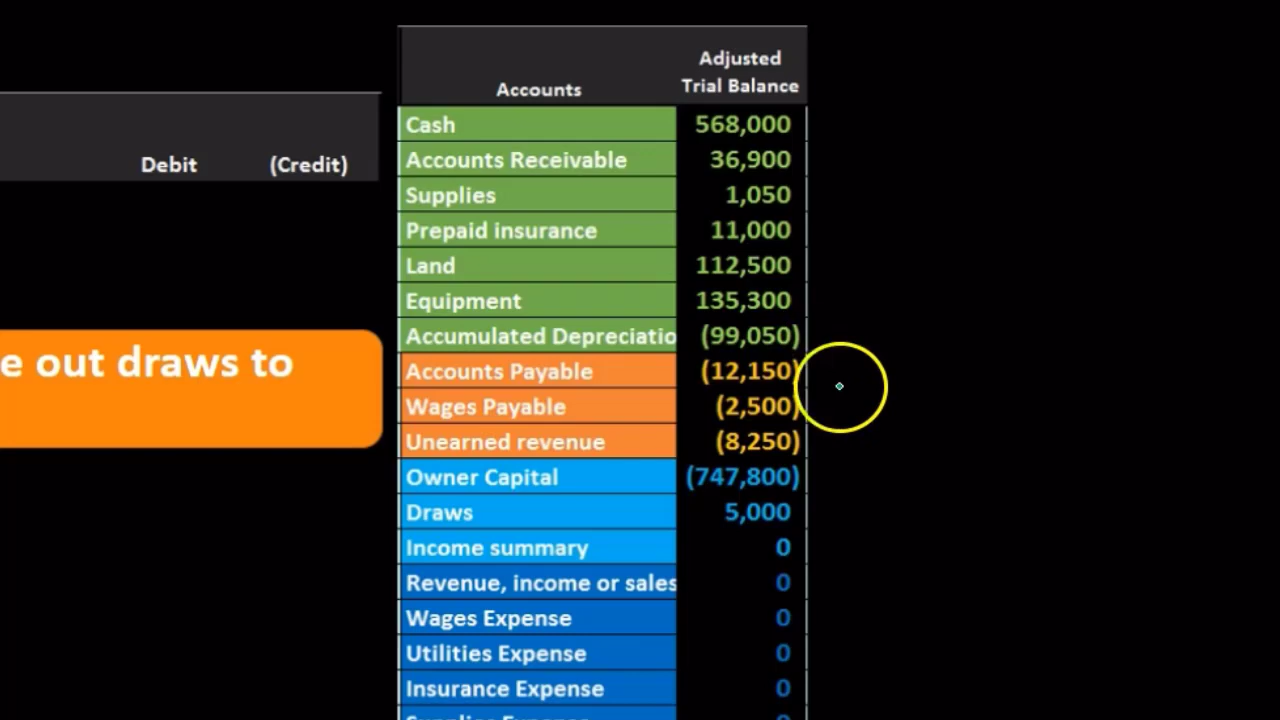 Accounts Adjusted Trial Balance
Debit (Credit)
Cash 568,000
Accounts Receivable 36,900
Supplies 1,050
Prepaid insurance 11,000
Land 112,500
Equipment 135,300
Accumulated Depreciatio (99,050)
e out draws to
Accounts Payable (12,150)
Wages Payable (2,500)
Unearned revenue (8,250)
Owner Capital (747,800)
Draws 5,000
Income summary 0
Revenue, income or sales 0
Wages Expense 0
Utilities Expense 0
Insurance Expense 0